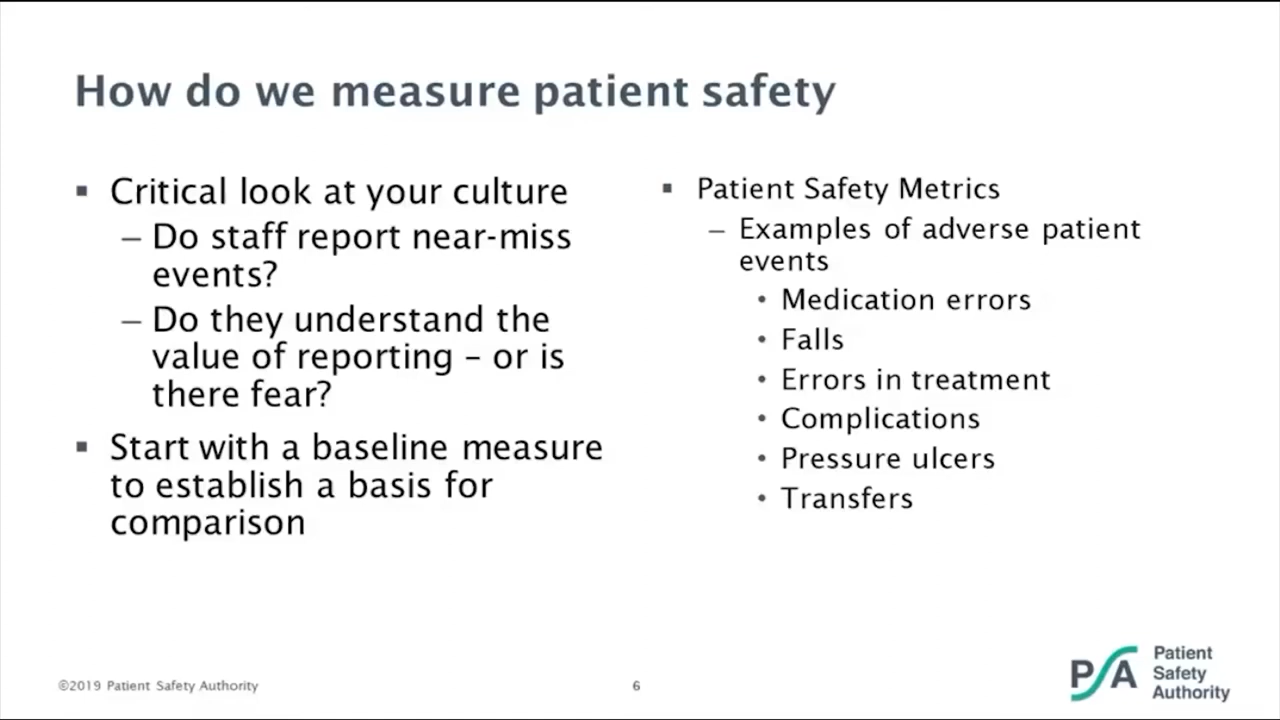 How do we measure patient safety
▪ Critical look at your culture
– Do staff report near-miss
events?
– Do they understand the
value of reporting – or is
there fear?
▪ Start with a baseline measure
to establish a basis for
comparison
▪ Patient Safety Metrics
– Examples of adverse patient
events
• Medication errors
• Falls
• Errors in treatment
• Complications
• Pressure ulcers
• Transfers
©2019 Patient Safety Authority
6
PSA
Patient
Safety
Authority